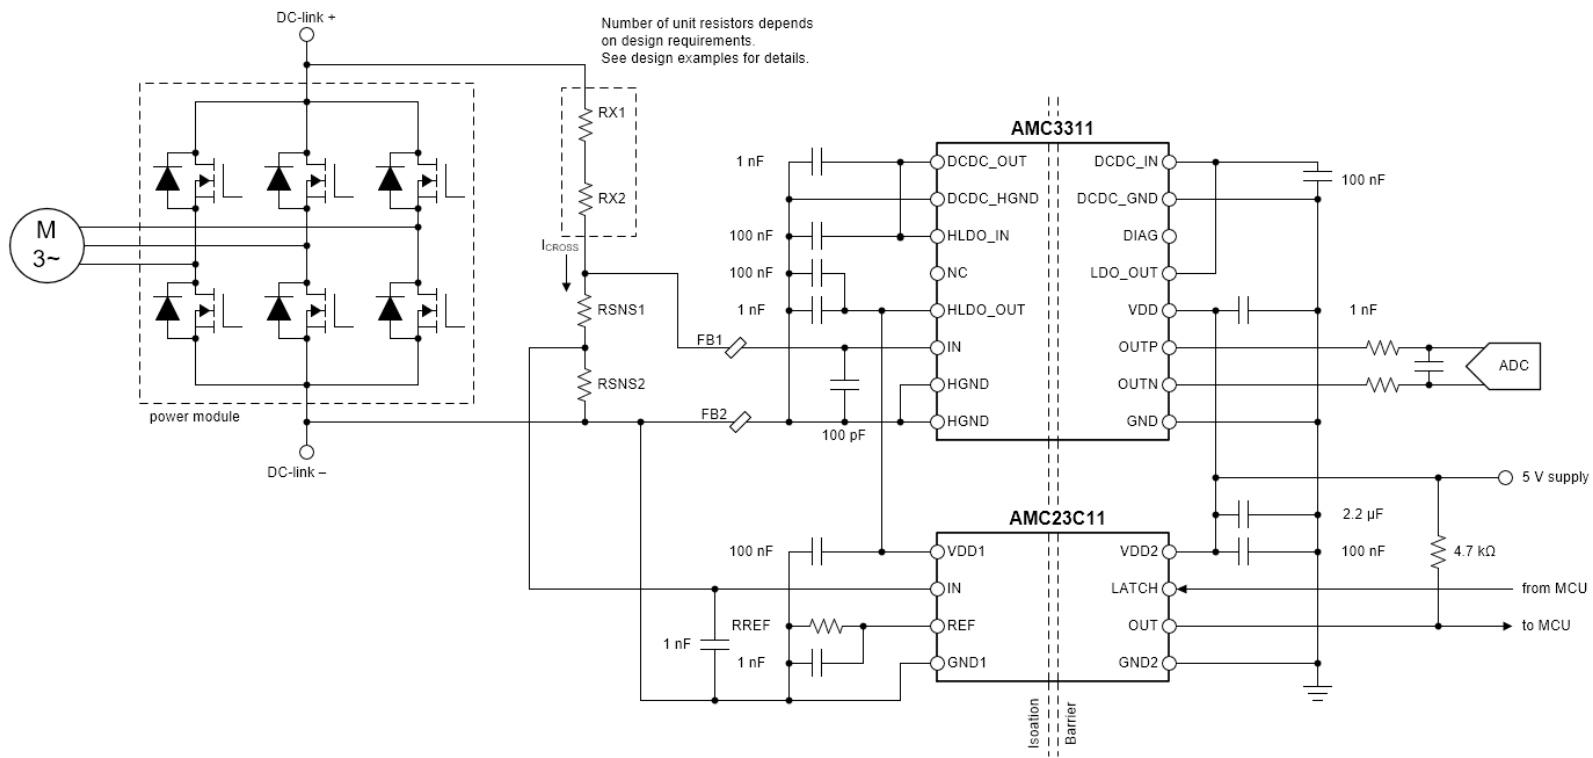 DC-link +
Number of unit resistors depends
on design requirements.
See design examples for details.
RX1
RX2
ICROSS
RSNS1
RSNS2
M
3~
power module
DC-link –
FB1
FB2
AMC3311
1 nF
100 nF
100 nF
1 nF
100 pF
DCDC_OUT
DCDC_HGND
HLDO_IN
NC
HLDO_OUT
IN
HGND
HGND
DCDC_IN
DCDC_GND
DIAG
LDO_OUT
VDD
OUTP
OUTN
GND
100 nF
1 nF
ADC
5 V supply
2.2 µF
100 nF
4.7 kΩ
AMC23C11
100 nF
RREF
1 nF
1 nF
VDD1
IN
REF
GND1
VDD2
LATCH
OUT
GND2
from MCU
to MCU
Isoation
Barrier